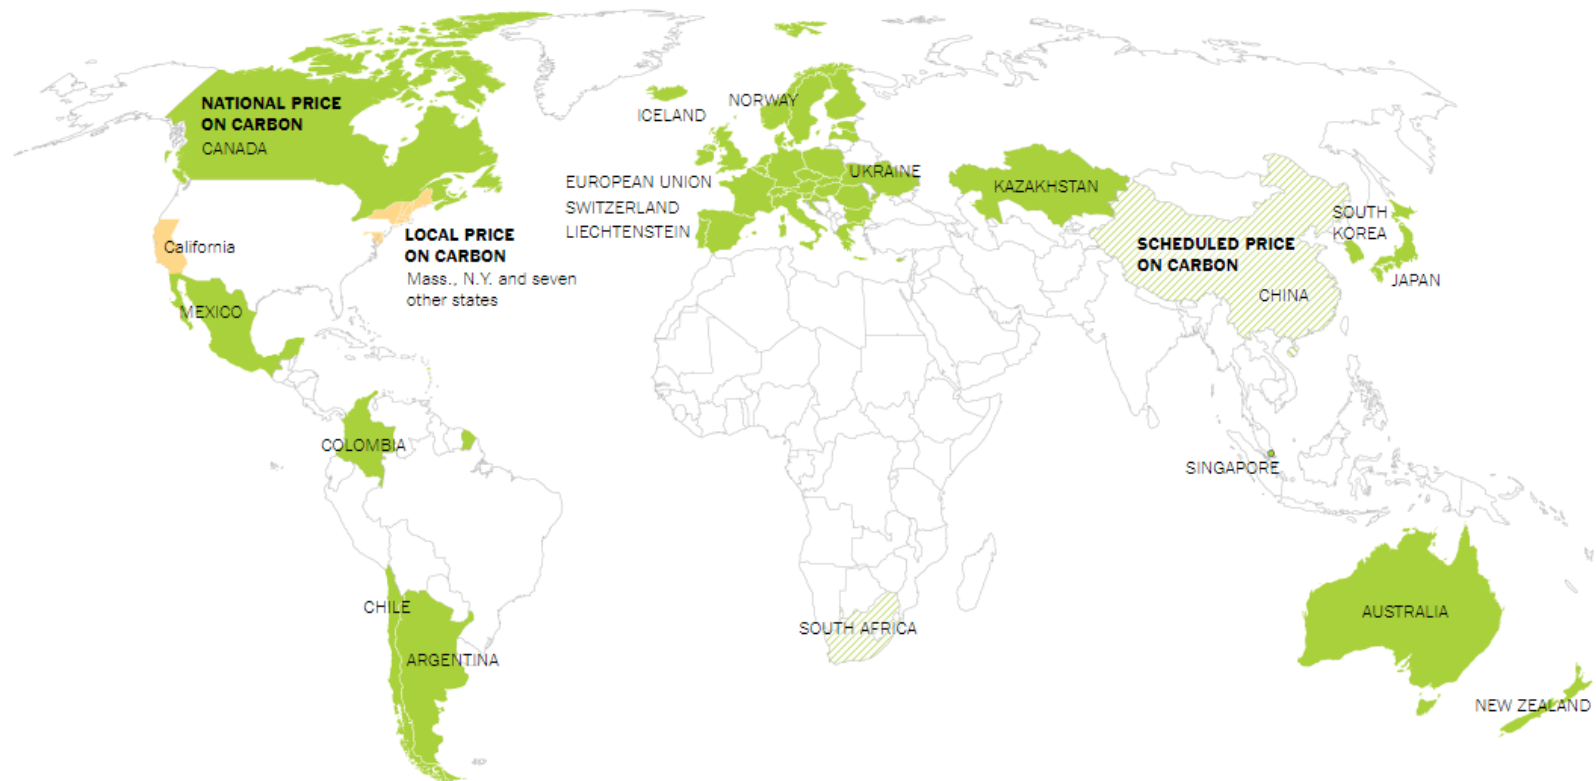 NATIONAL PRICE
ON CARBON
CANADA
ICELAND
NORWAY
EUROPEAN UNION
SWITZERLAND
LIECHTENSTEIN
UKRAINE
KAZAKHSTAN
SOUTH
KOREA
JAPAN
SCHEDULED PRICE
ON CARBON
CHINA
California
LOCAL PRICE
ON CARBON
Mass., N.Y. and seven
other states
MEXICO
COLOMBIA
SINGAPORE
CHILE
ARGENTINA
SOUTH AFRICA
AUSTRALIA
NEW ZEALAND